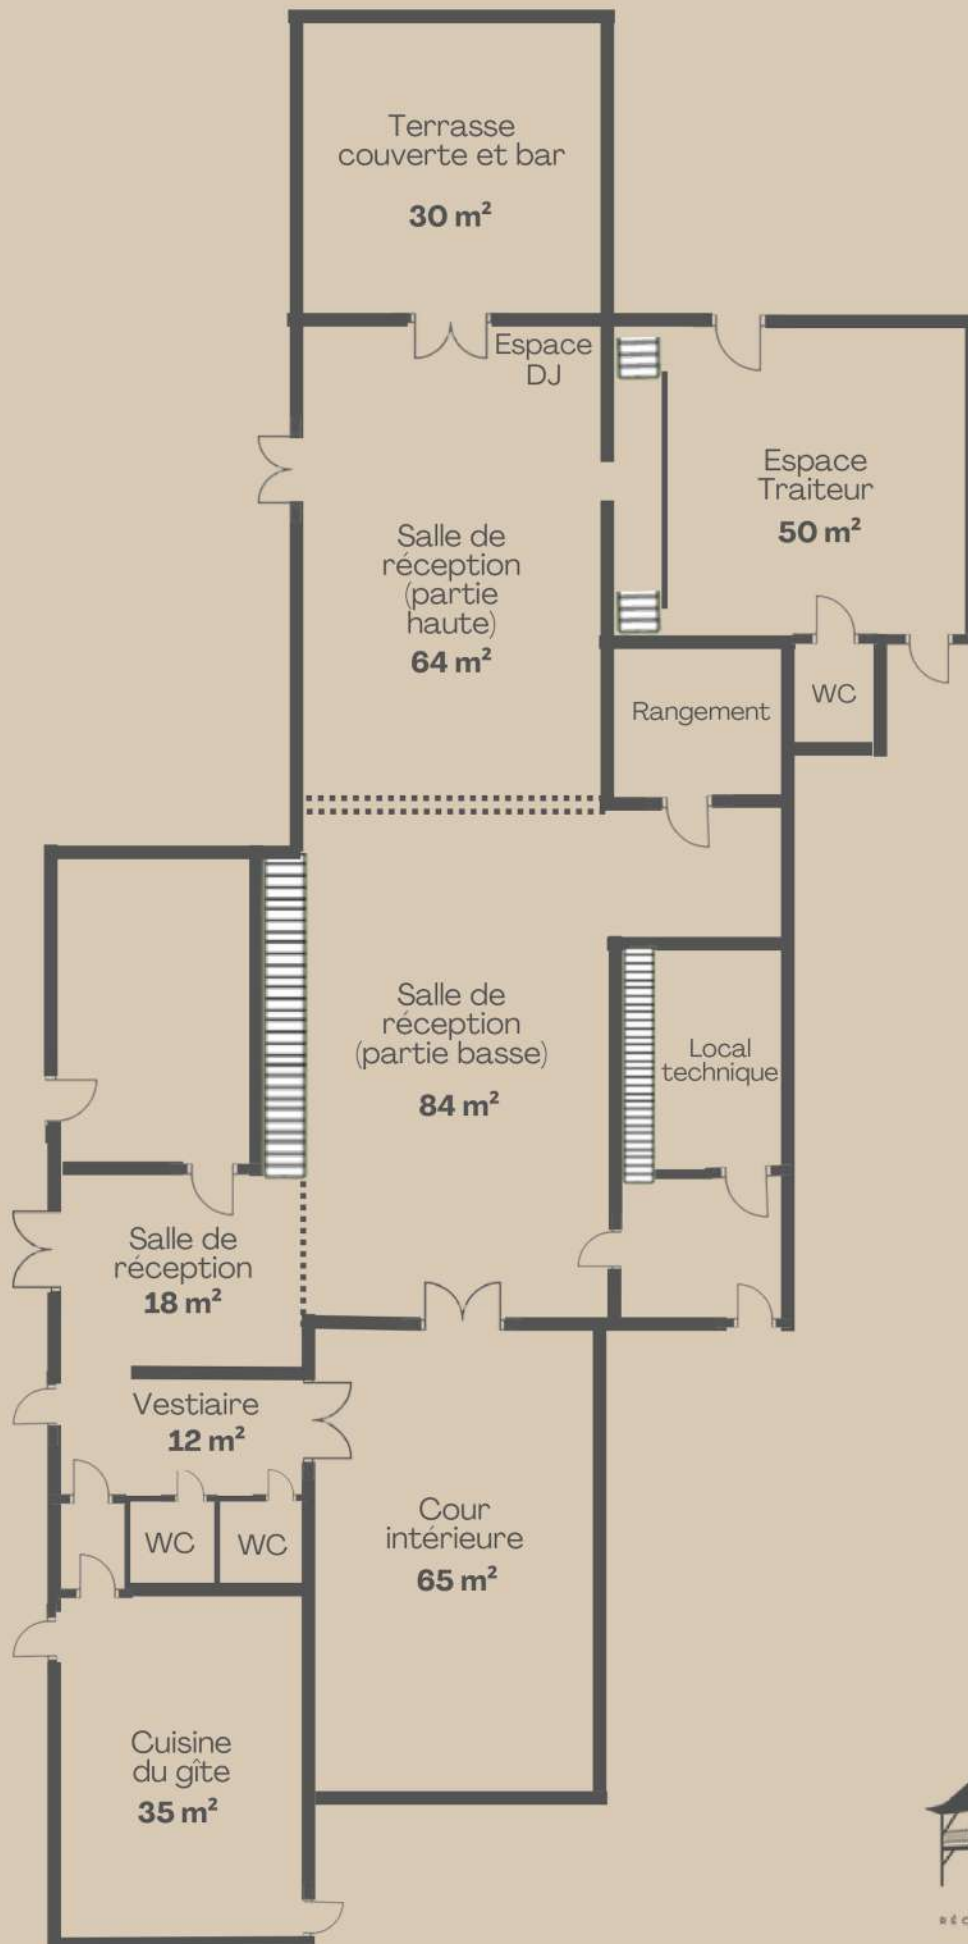 Terrasse
couverte et bar
30 m²
Espace
DJ
Espace
Traiteur
50 m²
Salle de
réception
(partie
haute)
64 m²
Rangement
WC
Salle de
réception
(partie basse)
84 m²
Local
technique
Salle de
réception
18 m²
Vestiaire
12 m²
WC
WC
Cour
intérieure
65 m²
Cuisine
du gîte
35 m²